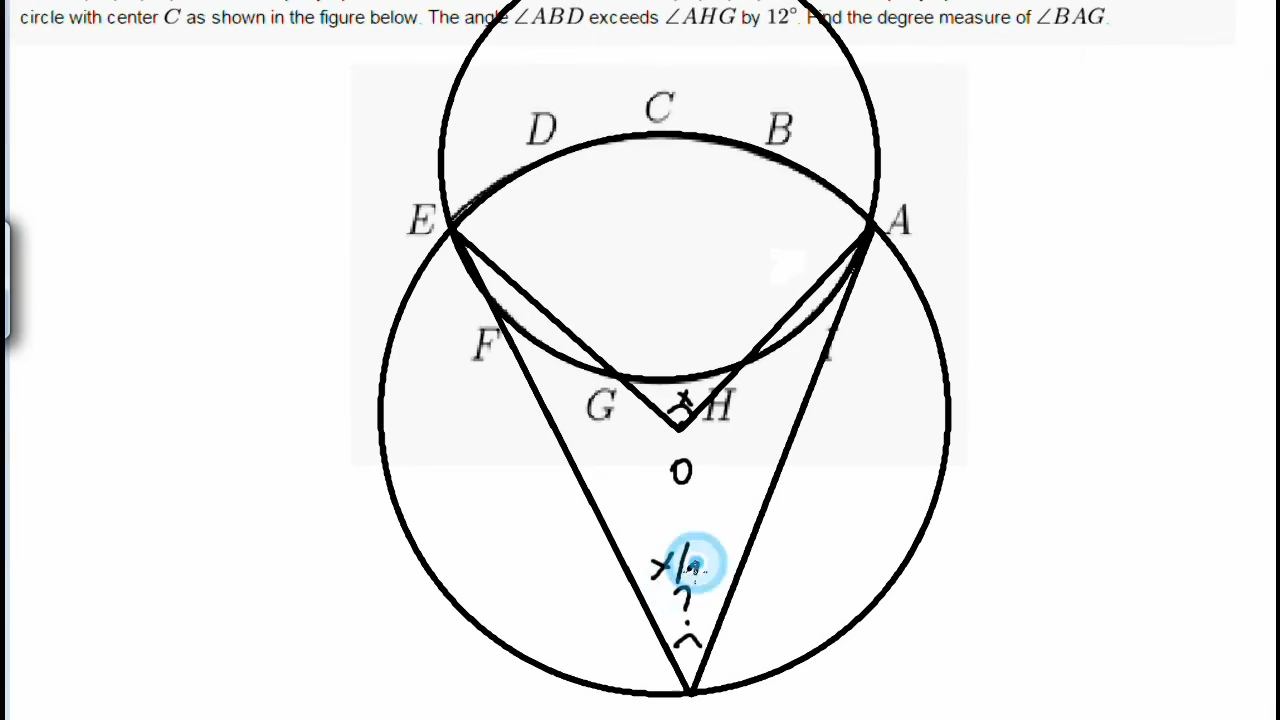 circle with center C as shown in the figure below. The angle ∠ABD exceeds ∠AHG by 12°. Find the degree measure of ∠BAG.
C
D B
E A
F I
G x H
O
x/
?